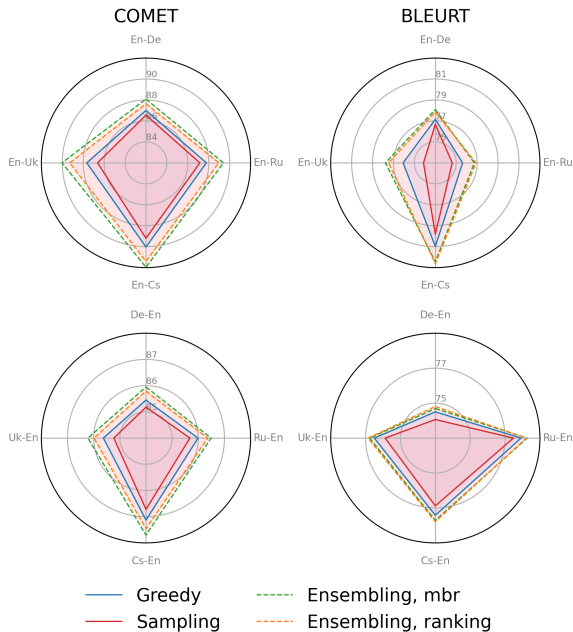 COMET
BLEURT
En-De
En-De
90
88
84
81
79
En-Uk
En-Ru
En-Uk
En-Ru
En-Cs
En-Cs
De-En
De-En
87
86
77
75
Uk-En
Ru-En
Uk-En
Ru-En
Cs-En
Cs-En
Greedy
Ensembling, mbr
Sampling
Ensembling, ranking